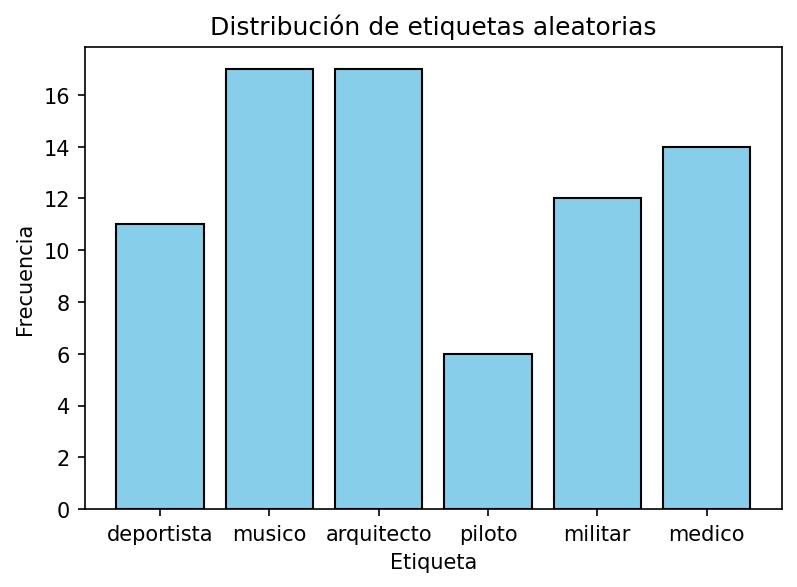 Distribución de etiquetas aleatorias
Frecuencia
16
14
12
10
8
6
4
2
0
deportista musico arquitecto piloto militar medico
Etiqueta